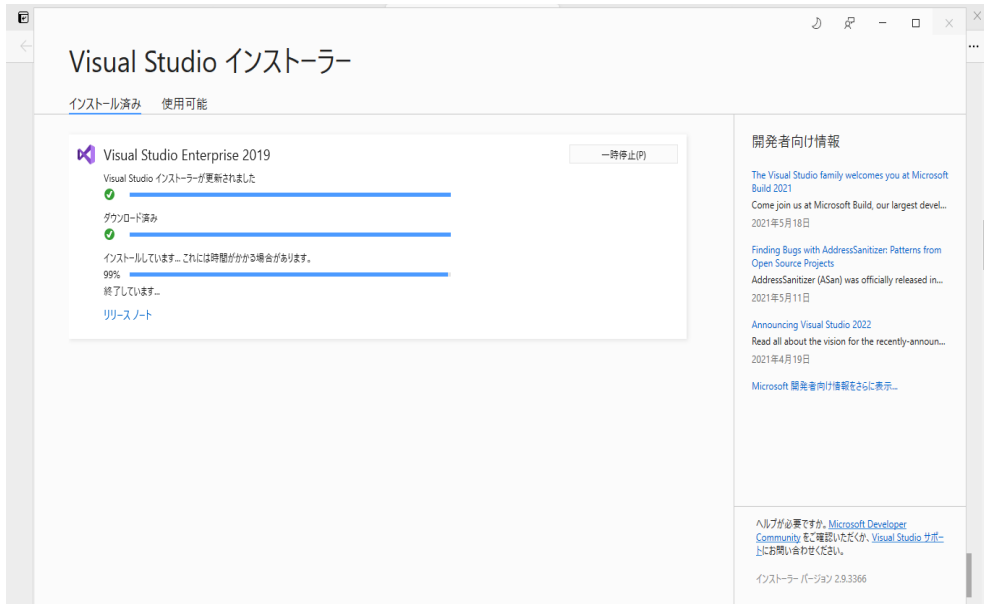 Visual Studio インストーラー
インストール済み 使用可能
Visual Studio Enterprise 2019
一時停止(P)
Visual Studio インストーラーが更新されました
ダウンロード済み
インストールしています... これには時間がかかる場合があります。
99%
終了しています...
リリース ノート
開発者向け情報
The Visual Studio family welcomes you at Microsoft
Build 2021
Come join us at Microsoft Build, our largest devel...
2021年5月18日
Finding Bugs with AddressSanitizer: Patterns from
Open Source Projects
AddressSanitizer (ASan) was officially released in...
2021年5月11日
Announcing Visual Studio 2022
Read all about the vision for the recently-announ...
2021年4月19日
Microsoft 開発者向け情報をさらに表示...
ヘルプが必要ですか。Microsoft Developer
Community をご確認いただくか、Visual Studio サポー
トにお問い合わせください。
インストーラー バージョン 2.9.3366